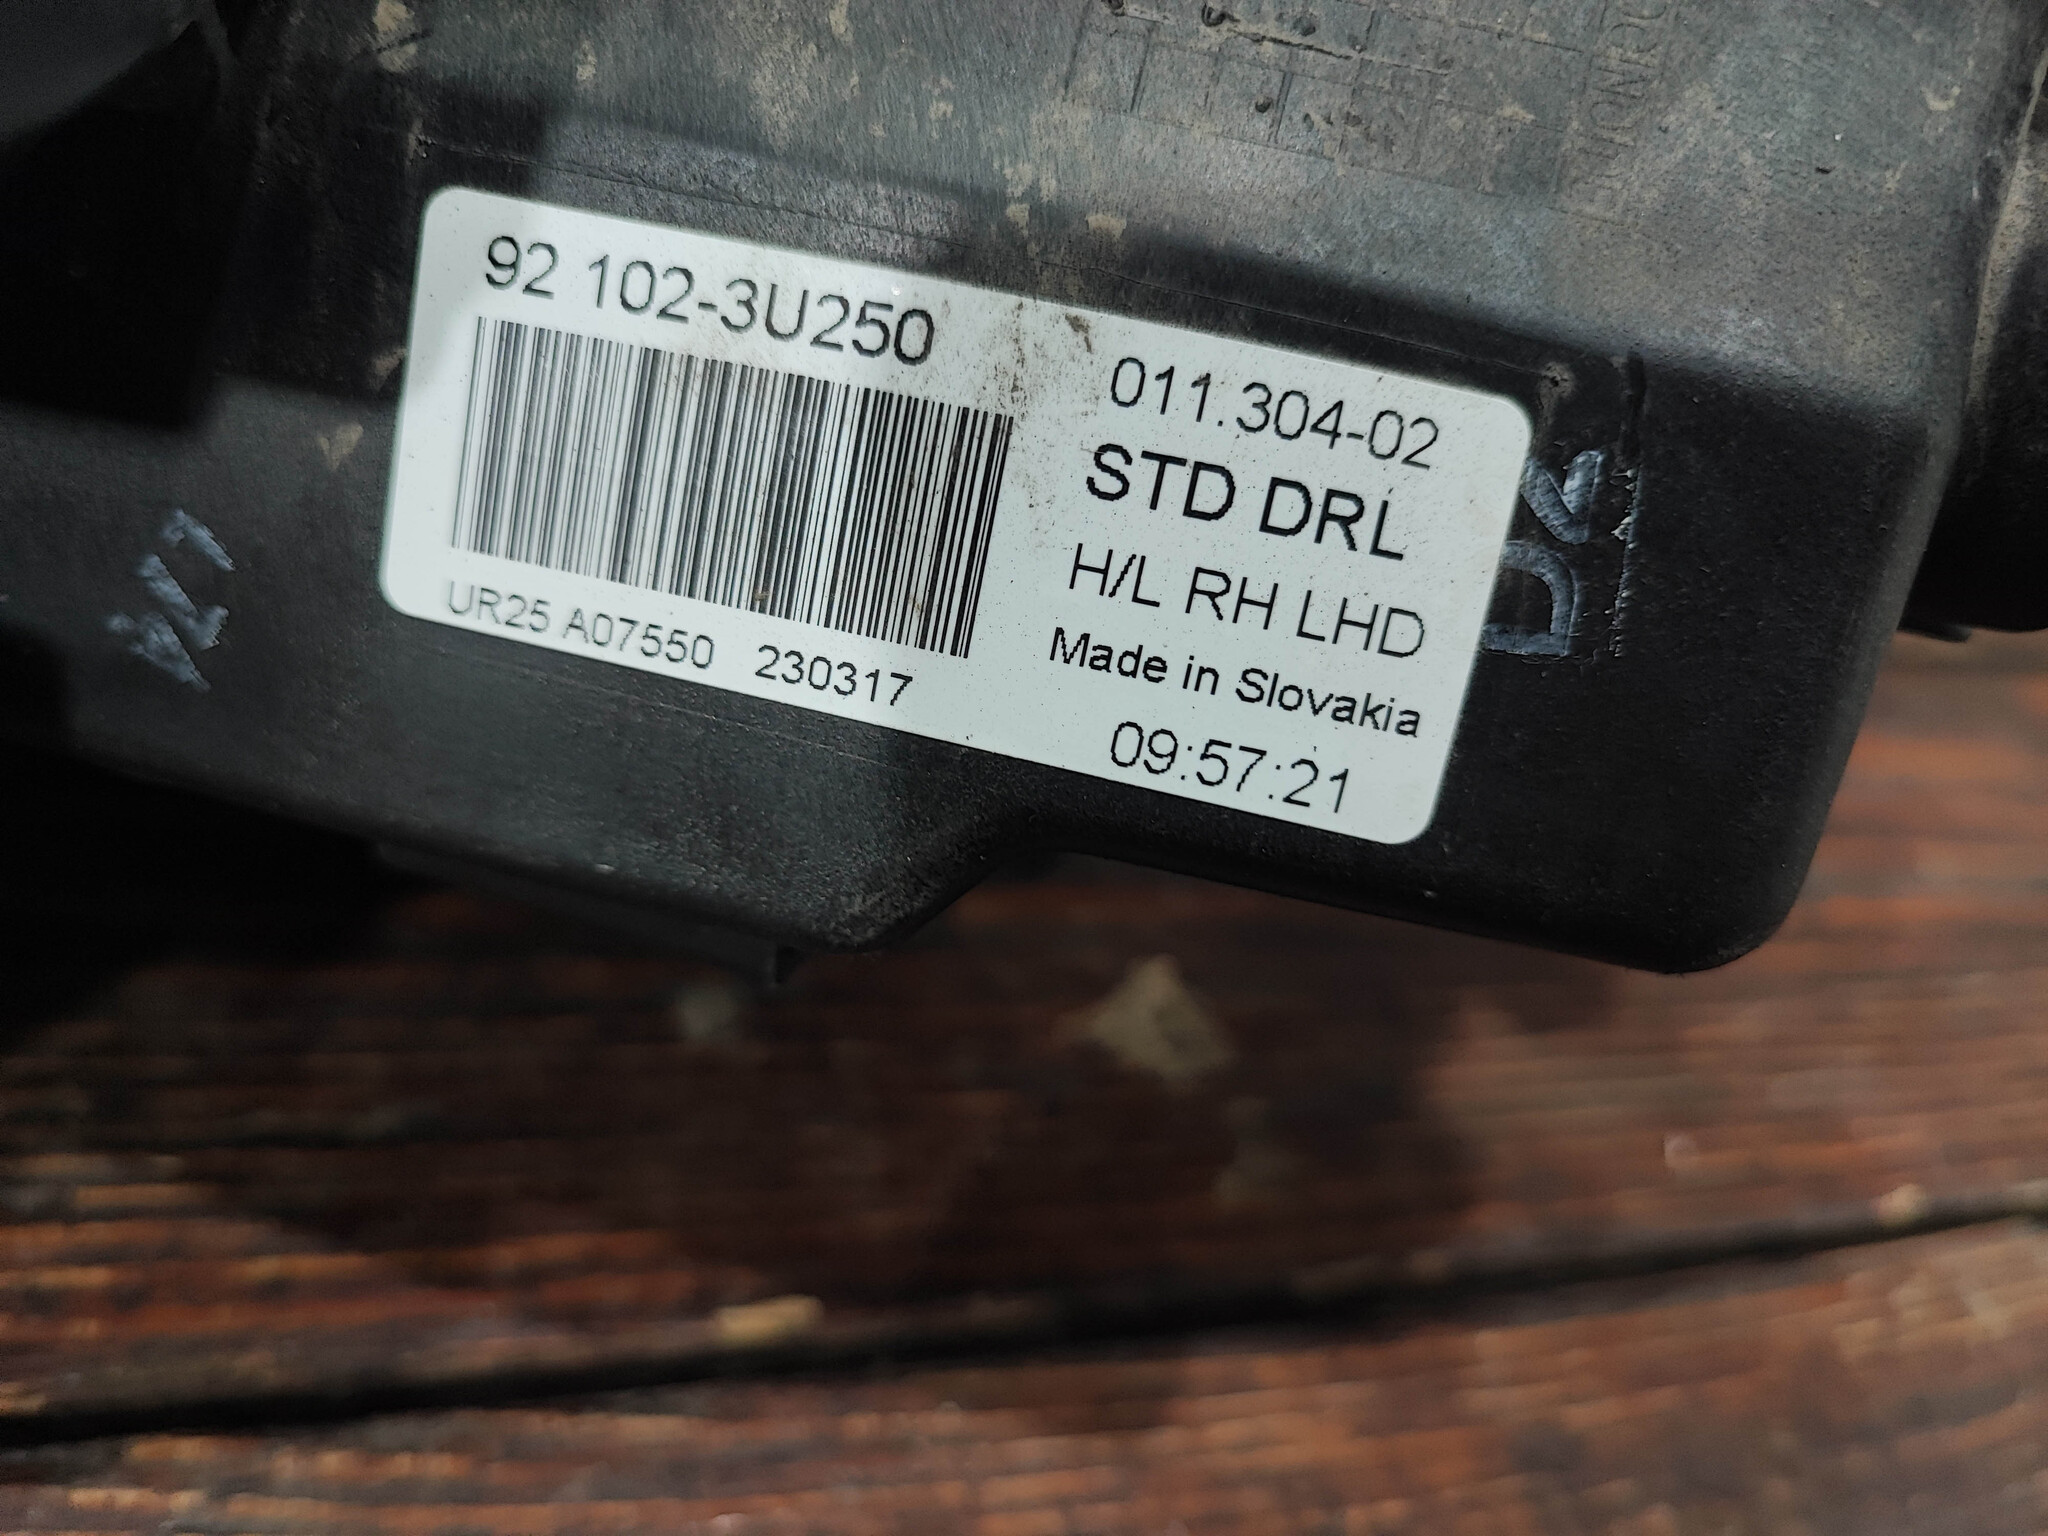 92 102-3U250
011.304-02
STD DRL
H/L RH LHD
Made in Slovakia
09:57:21
UR25 A07550 230317